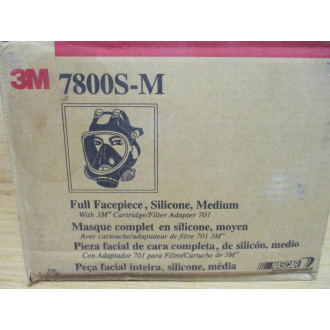 3M 7800S-M
Full Facepiece, Silicone, Medium
With 3M™ Cartridge/Filter Adapter 701
Masque complet en silicone, moyen
Avec cartouche/adaptateur de filtre 701 3M™
Pieza facial de cara completa, de silicón, medio
Con Adaptador 701 para Filtro/Cartucho de 3M™
Peça facial inteira, silicone, média
NASCAR